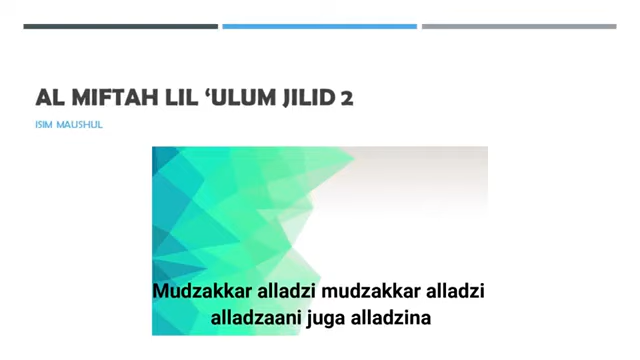 AL MIFTAH LIL ‘ULUM JILID 2
ISIM MAUSHUL
Mudzakkar alladzi mudzakkar alladzi
alladzaani juga alladzina